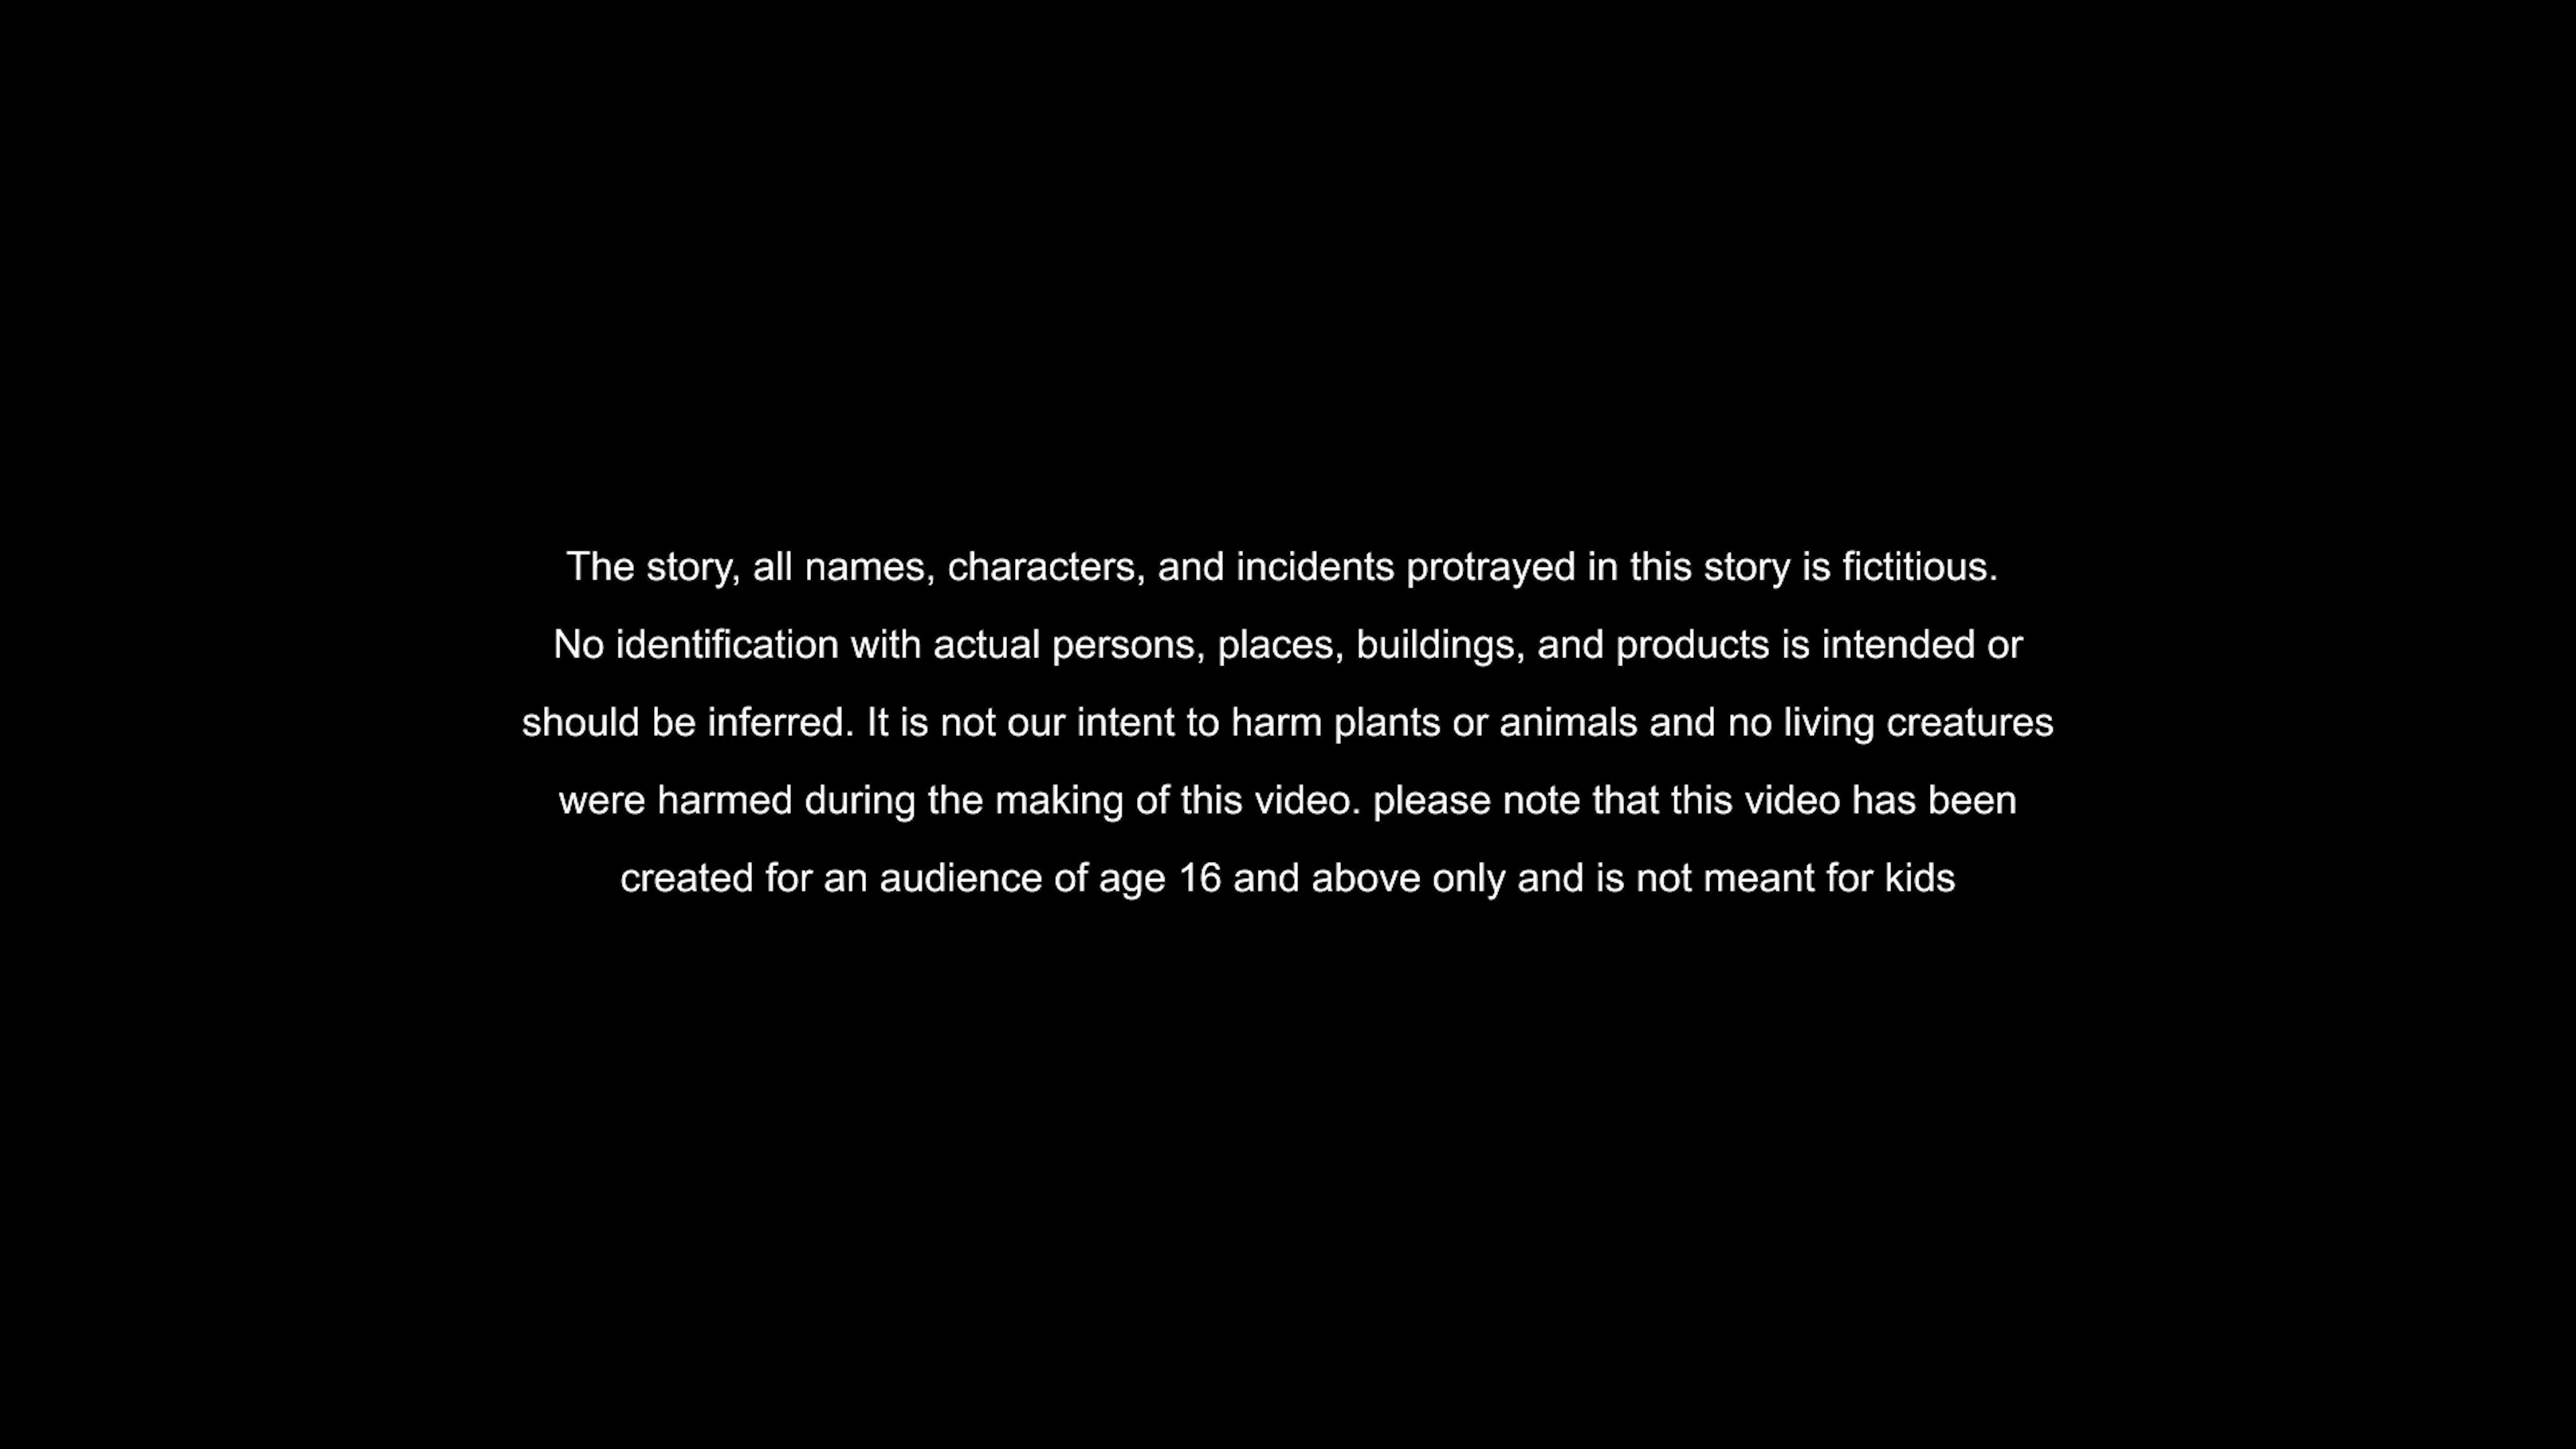 The story, all names, characters, and incidents protrayed in this story is fictitious.
No identification with actual persons, places, buildings, and products is intended or
should be inferred. It is not our intent to harm plants or animals and no living creatures
were harmed during the making of this video. please note that this video has been
created for an audience of age 16 and above only and is not meant for kids